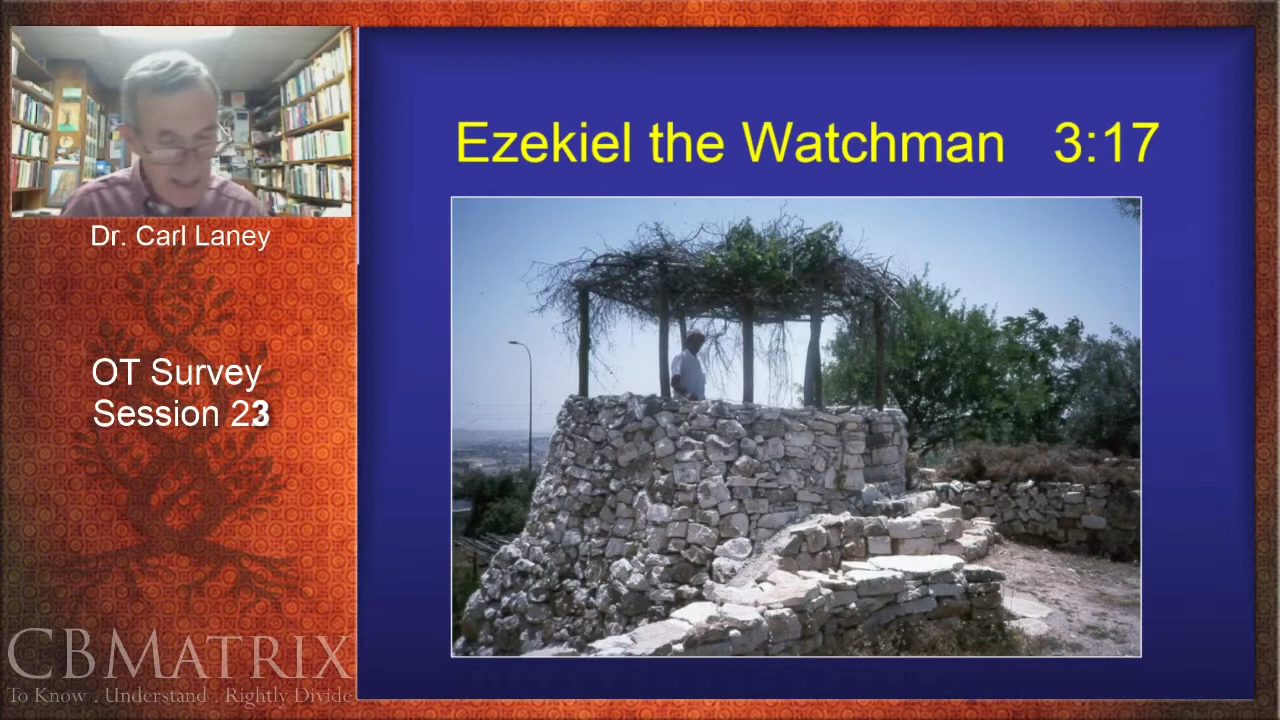 Ezekiel the Watchman 3:17
Dr. Carl Laney
OT Survey
Session 23
CBMATRIX
To Know . Understand . Rightly Divide